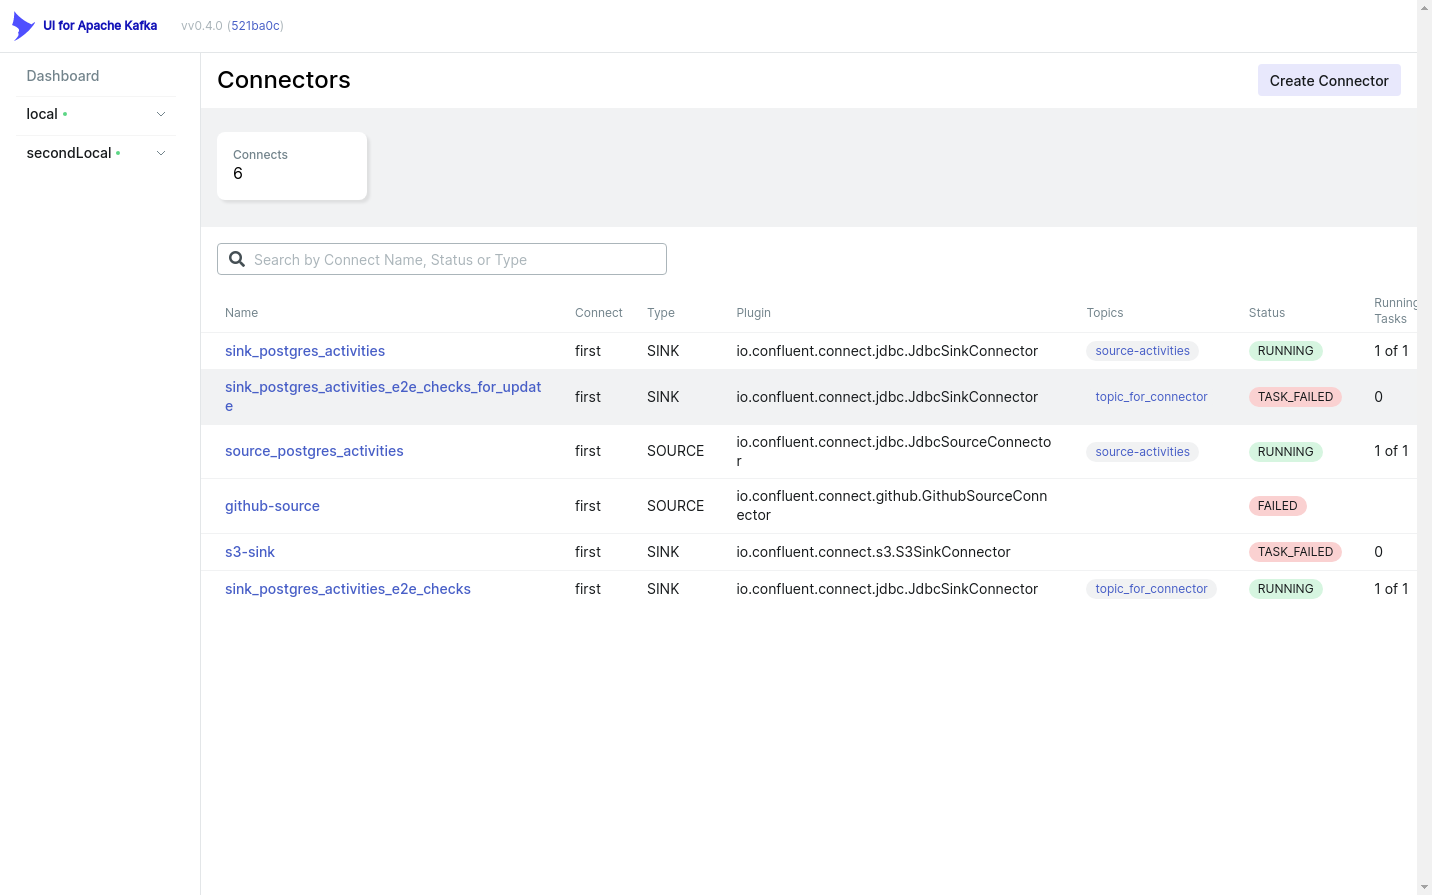 UI for Apache Kafka vv0.4.0 (521ba0c)
Dashboard
local
secondLocal
Connectors
Create Connector
Connects
6
Search by Connect Name, Status or Type
Name Connect Type Plugin Topics Status Running
Tasks
sink_postgres_activities first SINK io.confluent.connect.jdbc.JdbcSinkConnector source-activities RUNNING 1 of 1
sink_postgres_activities_e2e_checks_for_updat
e
first SINK io.confluent.connect.jdbc.JdbcSinkConnector topic_for_connector TASK_FAILED 0
source_postgres_activities first SOURCE io.confluent.connect.jdbc.JdbcSourceConnecto
r
source-activities RUNNING 1 of 1
github-source first SOURCE io.confluent.connect.github.GithubSourceConn
ector
FAILED
s3-sink first SINK io.confluent.connect.s3.S3SinkConnector TASK_FAILED 0
sink_postgres_activities_e2e_checks first SINK io.confluent.connect.jdbc.JdbcSinkConnector topic_for_connector RUNNING 1 of 1